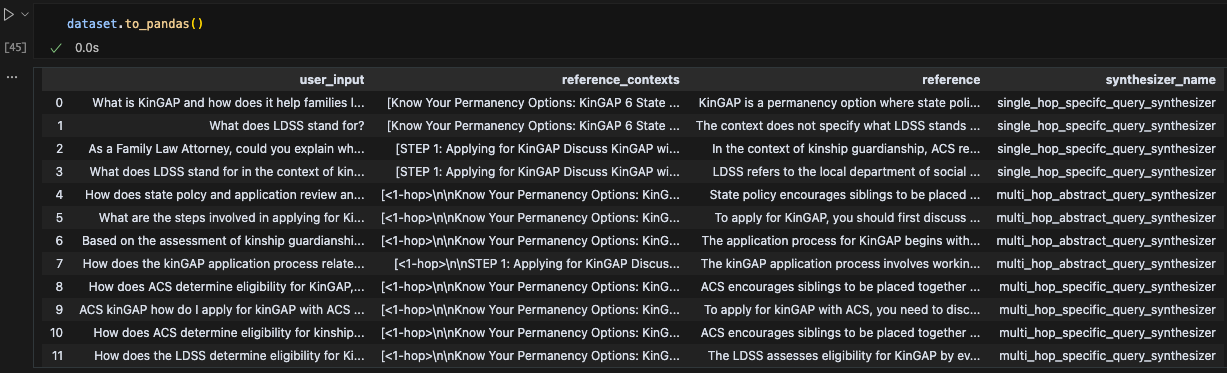 dataset.to_pandas()
[45] ✓ 0.0s
...
user_input reference_contexts reference synthesizer_name
0 What is KinGAP and how does it help families l... [Know Your Permanency Options: KinGAP 6 State ... KinGAP is a permanency option where state poli... single_hop_specifc_query_synthesizer
1 What does LDSS stand for? [Know Your Permanency Options: KinGAP 6 State ... The context does not specify what LDSS stands ... single_hop_specifc_query_synthesizer
2 As a Family Law Attorney, could you explain wh... [STEP 1: Applying for KinGAP Discuss KinGAP wi... In the context of kinship guardianship, ACS re... single_hop_specifc_query_synthesizer
3 What does LDSS stand for in the context of kin... [STEP 1: Applying for KinGAP Discuss KinGAP wi... LDSS refers to the local department of social ... single_hop_specifc_query_synthesizer
4 How does state polcy and application review an... [<1-hop>\n\nKnow Your Permanency Options: KinG... State policy encourages siblings to be placed ... multi_hop_abstract_query_synthesizer
5 What are the steps involved in applying for Ki... [<1-hop>\n\nKnow Your Permanency Options: KinG... To apply for KinGAP, you should first discuss ... multi_hop_abstract_query_synthesizer
6 Based on the assessment of kinship guardianshi... [<1-hop>\n\nKnow Your Permanency Options: KinG... The application process for KinGAP begins with... multi_hop_abstract_query_synthesizer
7 How does the kinGAP application process relate... [<1-hop>\n\nSTEP 1: Applying for KinGAP Discus... The kinGAP application process involves workin... multi_hop_abstract_query_synthesizer
8 How does ACS determine eligibility for KinGAP,... [<1-hop>\n\nKnow Your Permanency Options: KinG... ACS encourages siblings to be placed together ... multi_hop_specific_query_synthesizer
9 ACS kinGAP how do I apply for kinGAP with ACS ... [<1-hop>\n\nKnow Your Permanency Options: KinG... To apply for kinGAP with ACS, you need to disc... multi_hop_specific_query_synthesizer
10 How does ACS determine eligibility for kinship... [<1-hop>\n\nKnow Your Permanency Options: KinG... ACS encourages siblings to be placed together ... multi_hop_specific_query_synthesizer
11 How does the LDSS determine eligibility for Ki... [<1-hop>\n\nKnow Your Permanency Options: KinG... The LDSS assesses eligibility for KinGAP by ev... multi_hop_specific_query_synthesizer